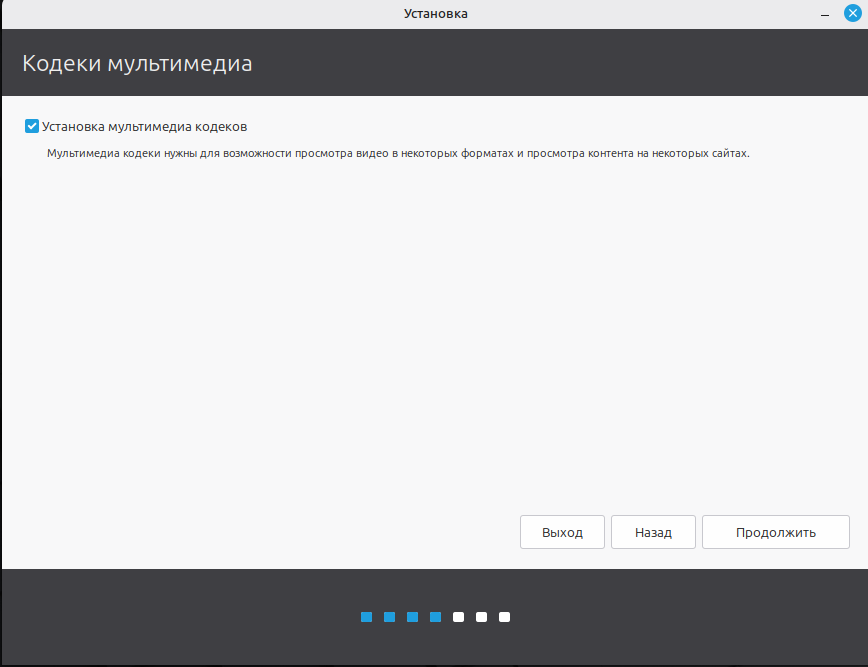 Установка
Кодеки мультимедиа
Установка мультимедиа кодеков
Мультимедиа кодеки нужны для возможности просмотра видео в некоторых форматах и просмотра контента на некоторых сайтах.
Выход
Назад
Продолжить